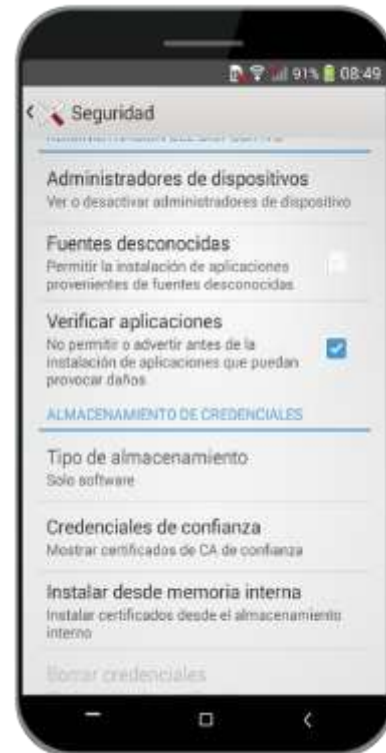 91% 08:49
Seguridad
ADMINISTRACIÓN DEL DISPOSITIVO
Administradores de dispositivos
Ver o desactivar administradores de dispositivo
Fuentes desconocidas
Permitir la instalación de aplicaciones
provenientes de fuentes desconocidas
Verificar aplicaciones
No permitir o advertir antes de la
instalación de aplicaciones que puedan
provocar daños
ALMACENAMIENTO DE CREDENCIALES
Tipo de almacenamiento
Solo software
Credenciales de confianza
Mostrar certificados de CA de confianza
Instalar desde memoria interna
Instalar certificados desde el almacenamiento
interno
Borrar credenciales